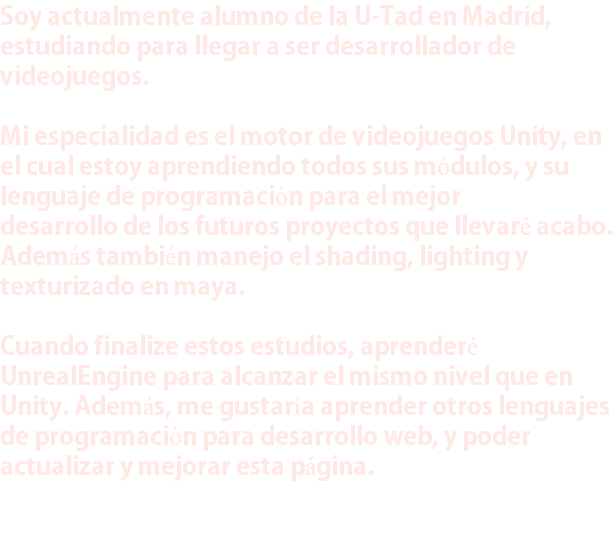 Soy actualmente alumno de la U-Tad en Madrid,
estudiando para llegar a ser desarrollador de
videojuegos.
Mi especialidad es el motor de videojuegos Unity, en
el cual estoy aprendiendo todos sus módulos, y su
lenguaje de programación para el mejor
desarrollo de los futuros proyectos que llevaré acabo.
Además también manejo el shading, lighting y
texturizado en maya.
Cuando finalize estos estudios, aprenderé
UnrealEngine para alcanzar el mismo nivel que en
Unity. Además, me gustaría aprender otros lenguajes
de programación para desarrollo web, y poder
actualizar y mejorar esta página.